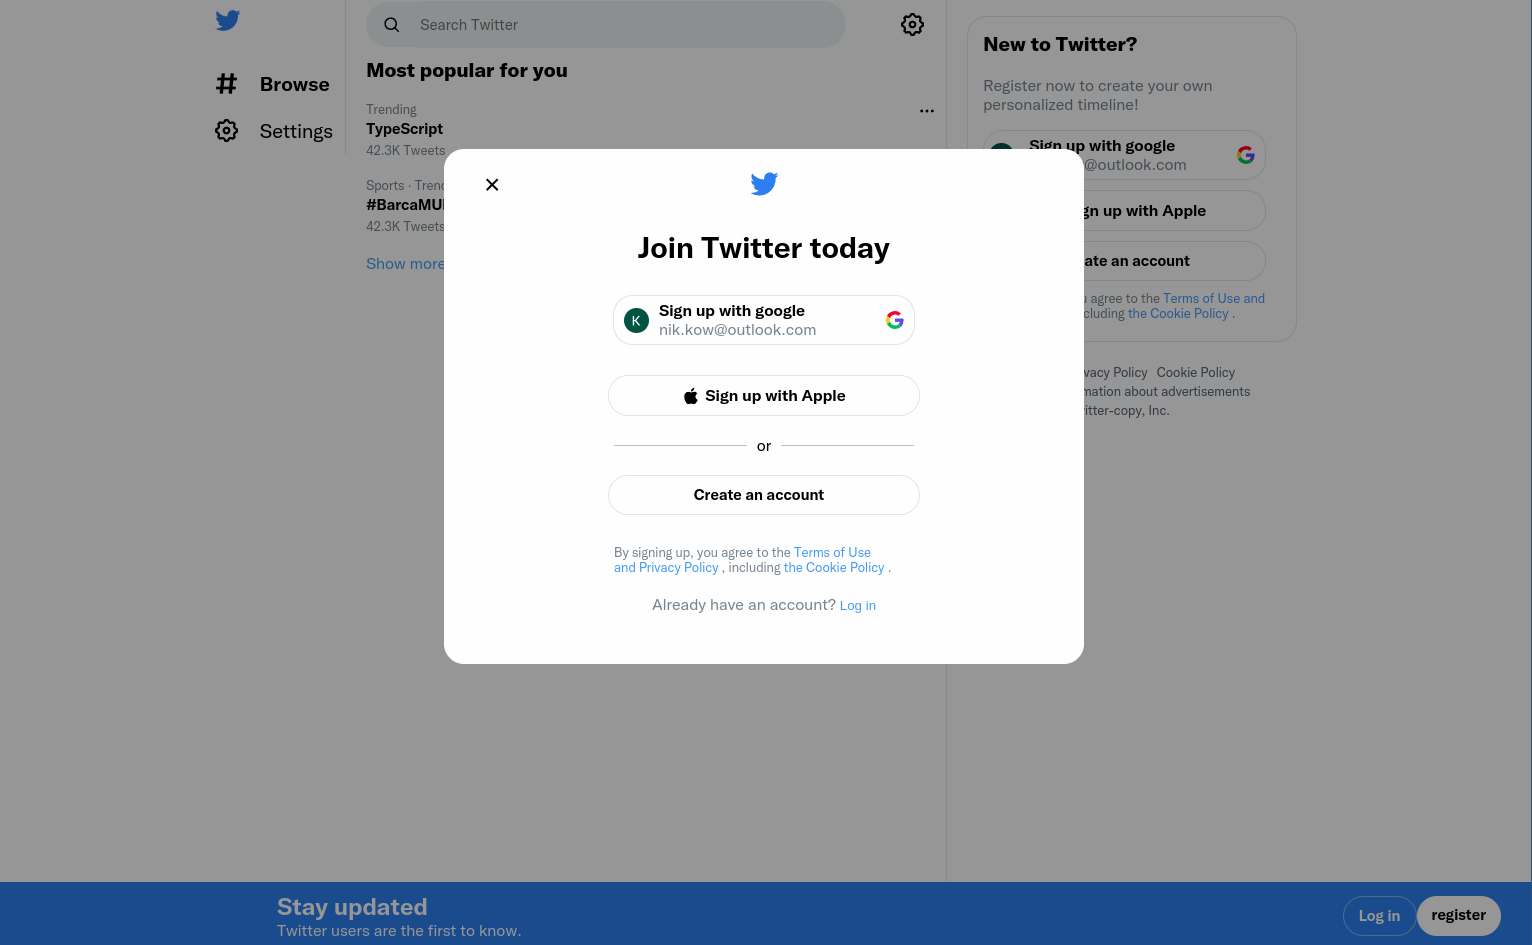 Search Twitter
Browse
Settings
Most popular for you
Trending
TypeScript
42.3K Tweets
Sports · Trend
#BarcaMU
42.3K Tweets
Show more
New to Twitter?
Register now to create your own
personalized timeline!
Sign up with google
@outlook.com
gn up with Apple
ate an account
agree to the Terms of Use and
cluding the Cookie Policy .
vacy Policy Cookie Policy
mation about advertisements
itter-copy, Inc.
Join Twitter today
K
Sign up with google
nik.kow@outlook.com
Sign up with Apple
or
Create an account
By signing up, you agree to the Terms of Use
and Privacy Policy , including the Cookie Policy .
Already have an account? Log in
Stay updated
Twitter users are the first to know.
Log in
register